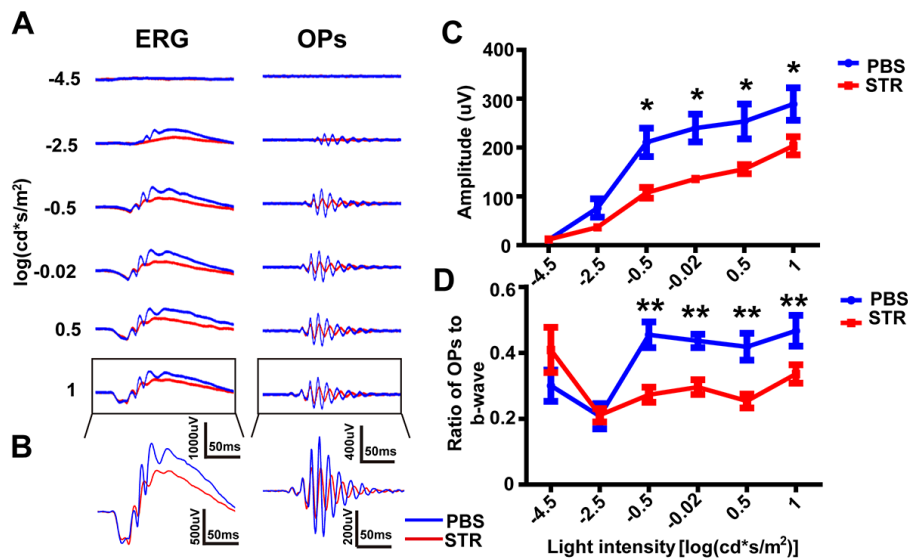 A
ERG
OPs
-4.5
-2.5
-0.5
-0.02
0.5
1
log(cd*s/m²)
1000uV
50ms
400uV
50ms
B
500uV
50ms
200uV
50ms
PBS
STR
C
400
300
200
100
0
Amplitude (uV)
* * * *
PBS
STR
-4.5 -2.5 -0.5 -0.02 0.5 1
D
0.6
0.4
0.2
0
Ratio of OPs to
b-wave
** ** ** **
PBS
STR
-4.5 -2.5 -0.5 -0.02 0.5 1
Light intensity [log(cd*s/m²)]